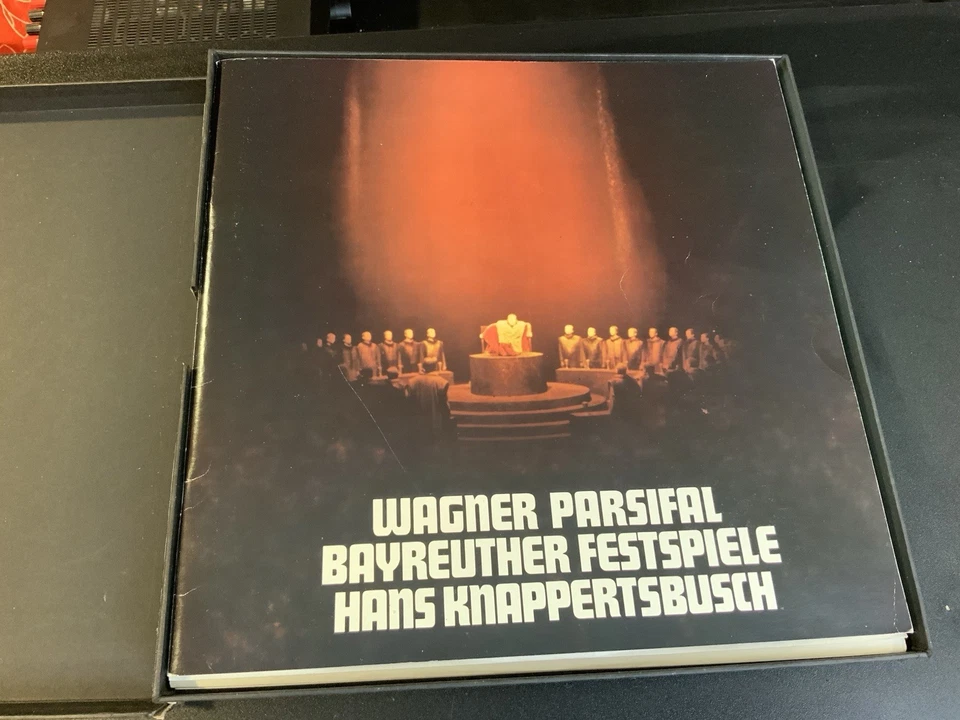 WAGNER PARSIFAL
BAYREUTHER FESTSPIELE
HANS KNAPPERTSBUSCH